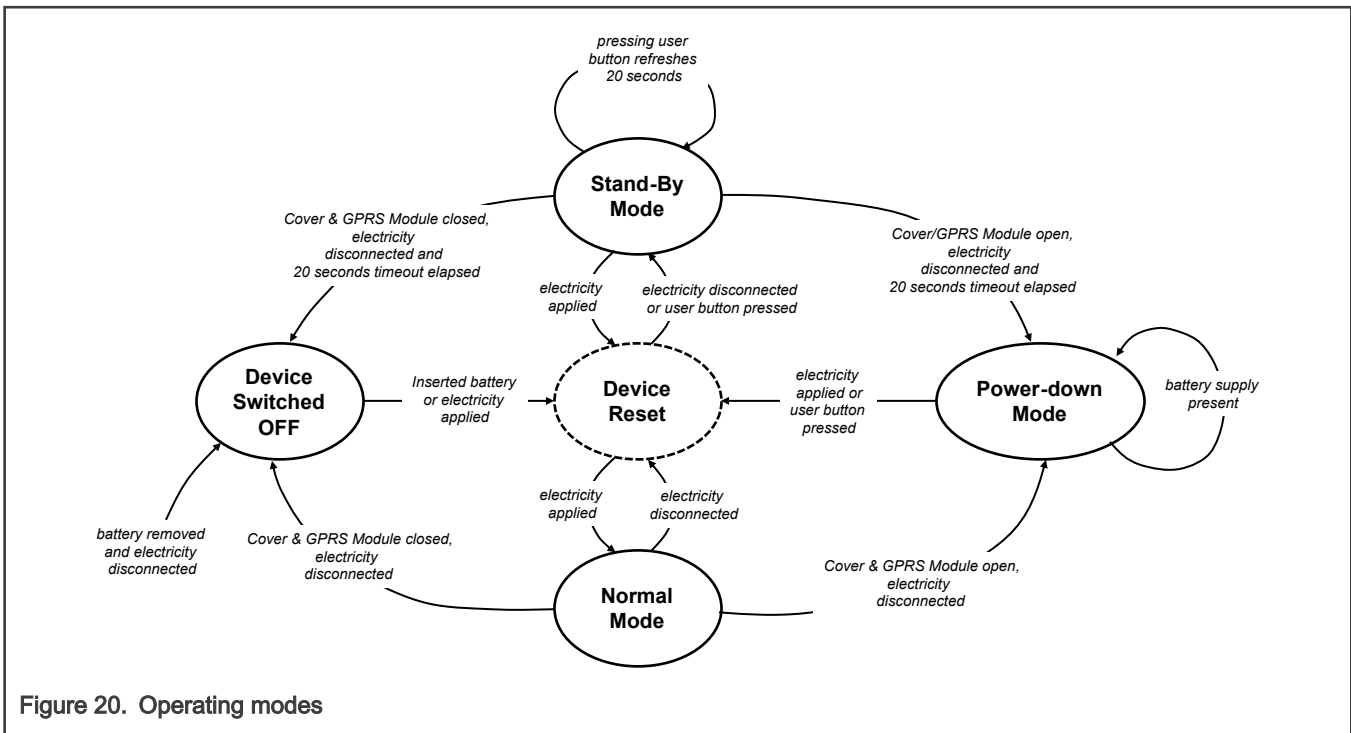 pressing user
button refreshes
20 seconds
Stand-By
Mode
Cover & GPRS Module closed,
electricity
disconnected and
20 seconds timeout elapsed
Cover/GPRS Module open,
electricity
disconnected and
20 seconds timeout elapsed
electricity
applied
electricity disconnected
or user button pressed
Device
Switched
OFF
Inserted battery
or electricity
applied
Device
Reset
electricity
applied or
user button
pressed
Power-down
Mode
battery supply
present
electricity
applied
electricity
disconnected
battery removed
and electricity
disconnected
Cover & GPRS Module closed,
electricity
disconnected
Normal
Mode
Cover & GPRS Module open,
electricity
disconnected
Figure 20. Operating modes